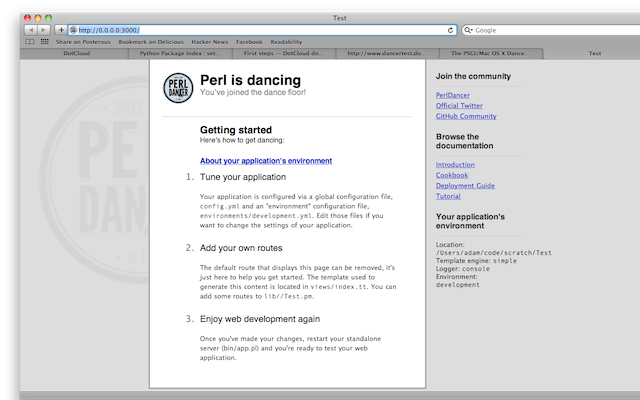 Test
http://0.0.0.0:3000/
Google
Share on Posterous Bookmark on Delicious Hacker News Facebook Readability
DotCloud Python Package Index : set... First steps — DotCloud do... http://www.dancertest.do... The PSGI/Mac OS X Dance... Test
PERL
DANCER
Perl is dancing
You've joined the dance floor!
Getting started
Here's how to get dancing:
About your application's environment
1. Tune your application
Your application is configured via a global configuration file,
config.yml and an "environment" configuration file,
environments/development.yml. Edit those files if you
want to change the settings of your application.
2. Add your own routes
The default route that displays this page can be removed, it's
just here to help you get started. The template used to
generate this content is located in views/index.tt. You can
add some routes to lib//Test.pm.
3. Enjoy web development again
Once you've made your changes, restart your standalone
server (bin/app.pl) and you're ready to test your web
application.
Join the community
PerlDancer
Official Twitter
GitHub Community
Browse the
documentation
Introduction
Cookbook
Deployment Guide
Tutorial
Your application's
environment
Location:
/Users/adam/code/scratch/Test
Template engine: simple
Logger: console
Environment:
development